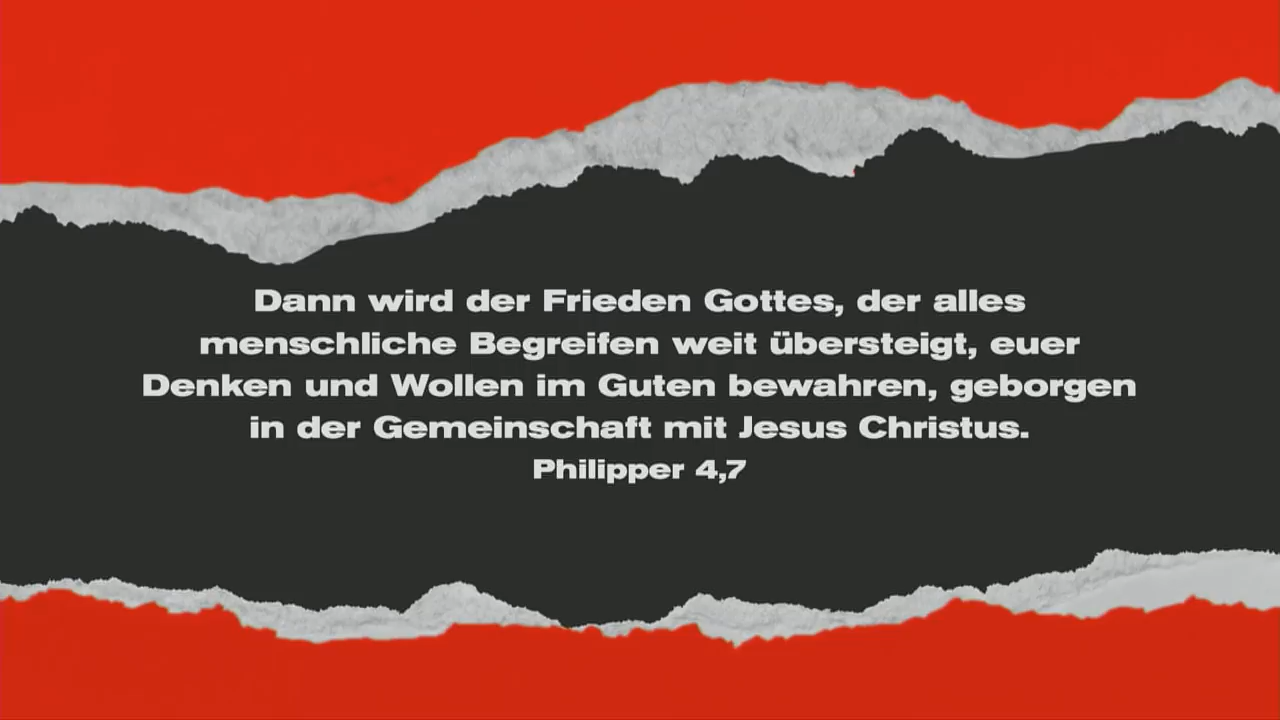 Dann wird der Frieden Gottes, der alles
menschliche Begreifen weit übersteigt, euer
Denken und Wollen im Guten bewahren, geborgen
in der Gemeinschaft mit Jesus Christus.
Philipper 4,7